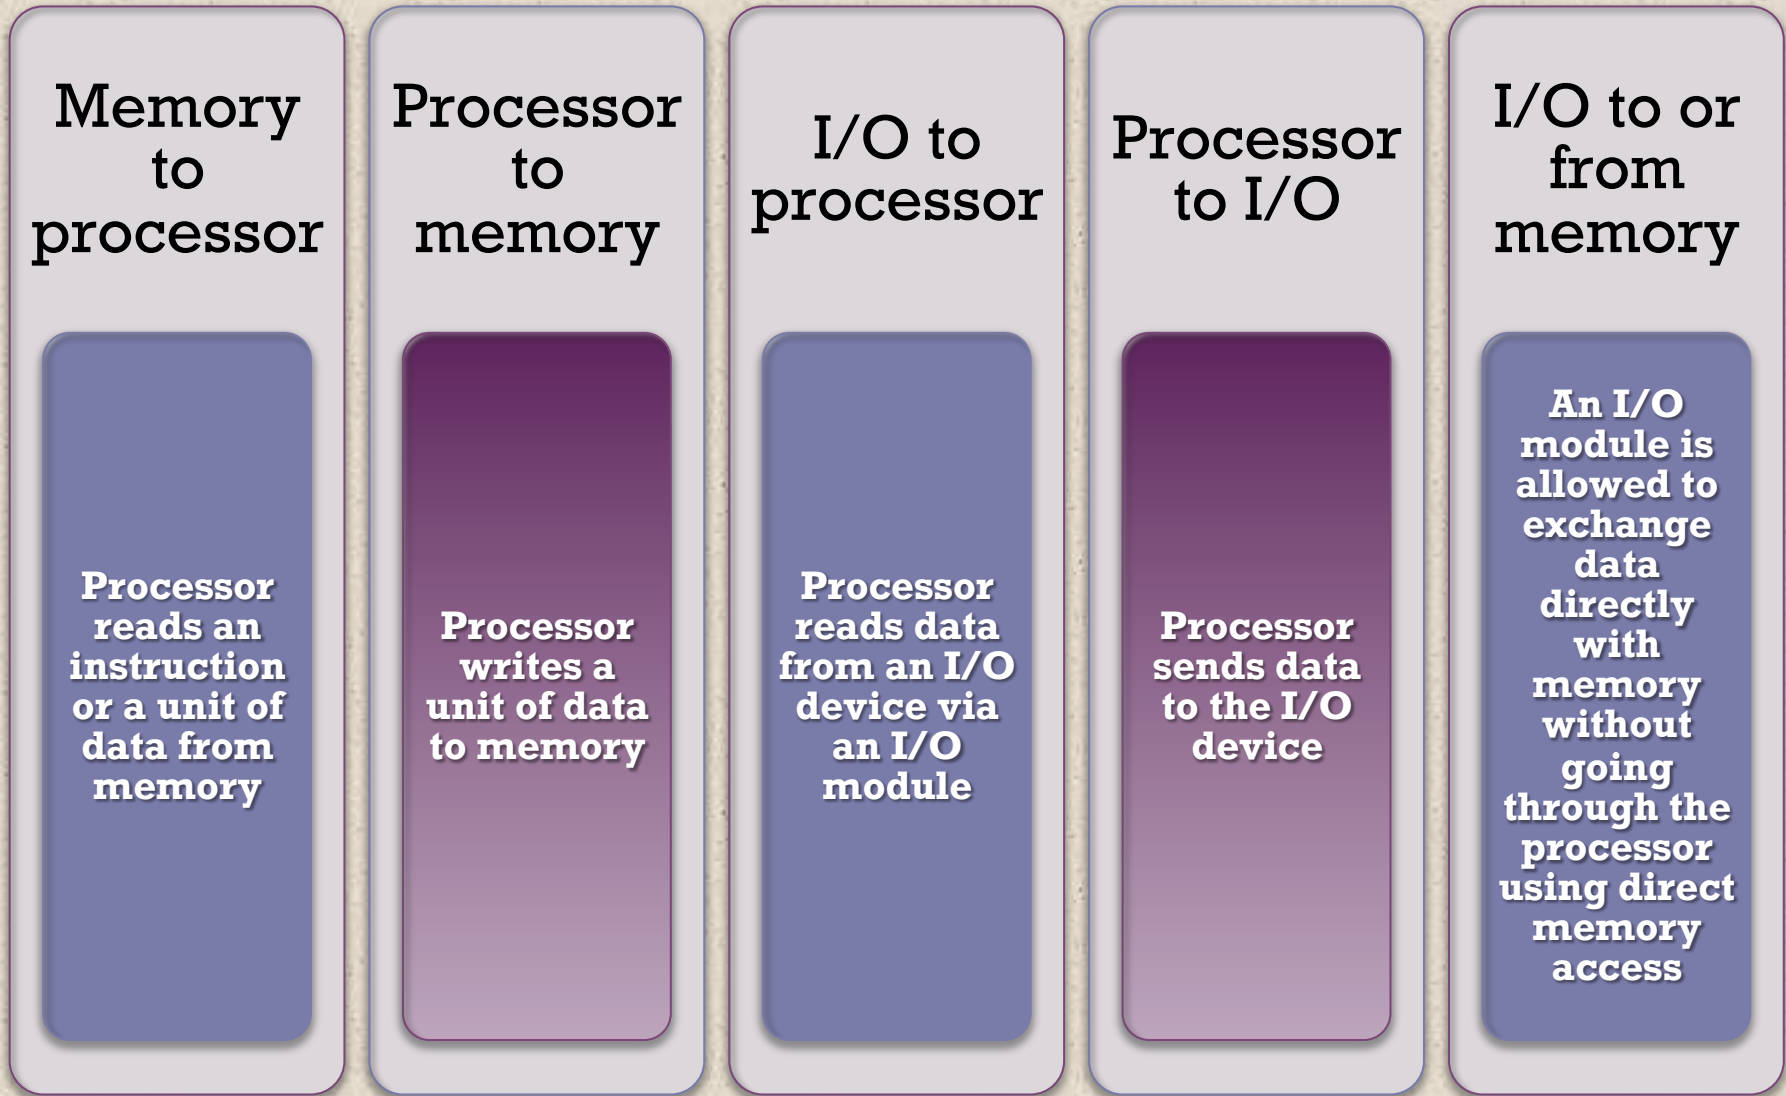 Memory
to
processor
Processor
reads an
instruction
or a unit of
data from
memory
Processor
to
memory
Processor
writes a
unit of data
to memory
I/O to
processor
Processor
reads data
from an I/O
device via
an I/O
module
Processor
to I/O
Processor
sends data
to the I/O
device
I/O to or
from
memory
An I/O
module is
allowed to
exchange
data
directly
with
memory
without
going
through the
processor
using direct
memory
access